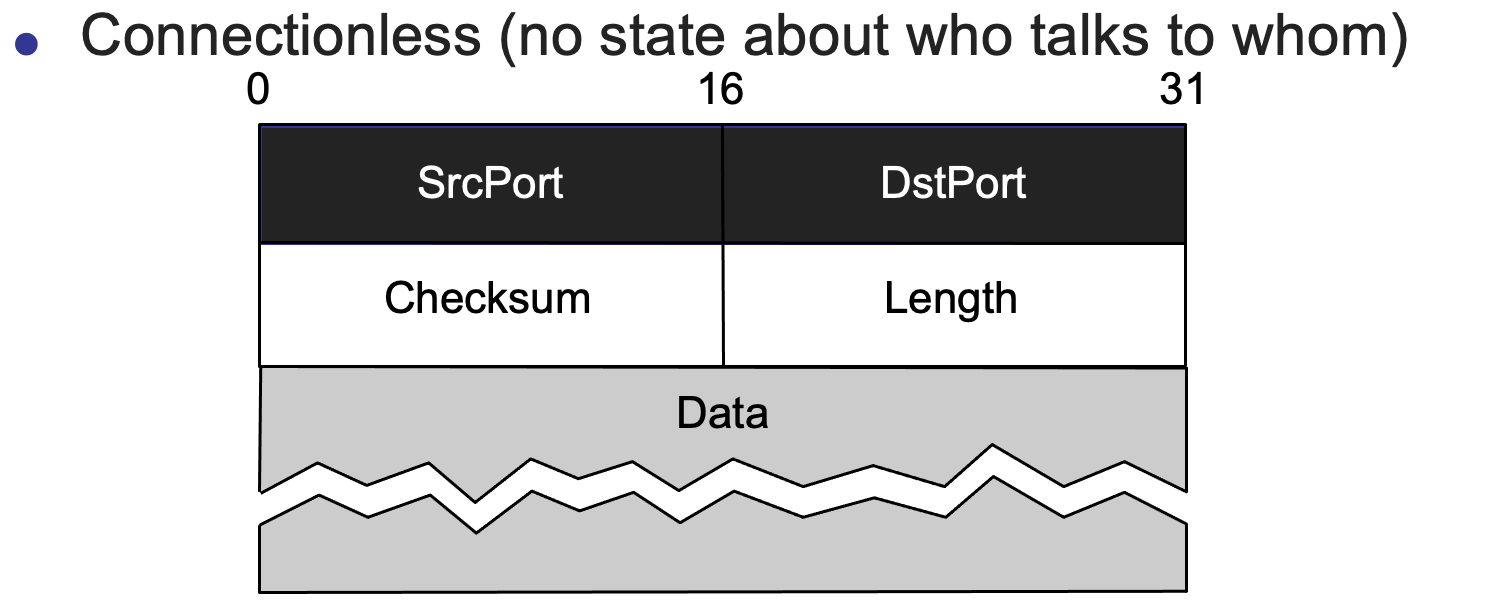 • Connectionless (no state about who talks to whom)
0 16 31
SrcPort DstPort
Checksum Length
Data